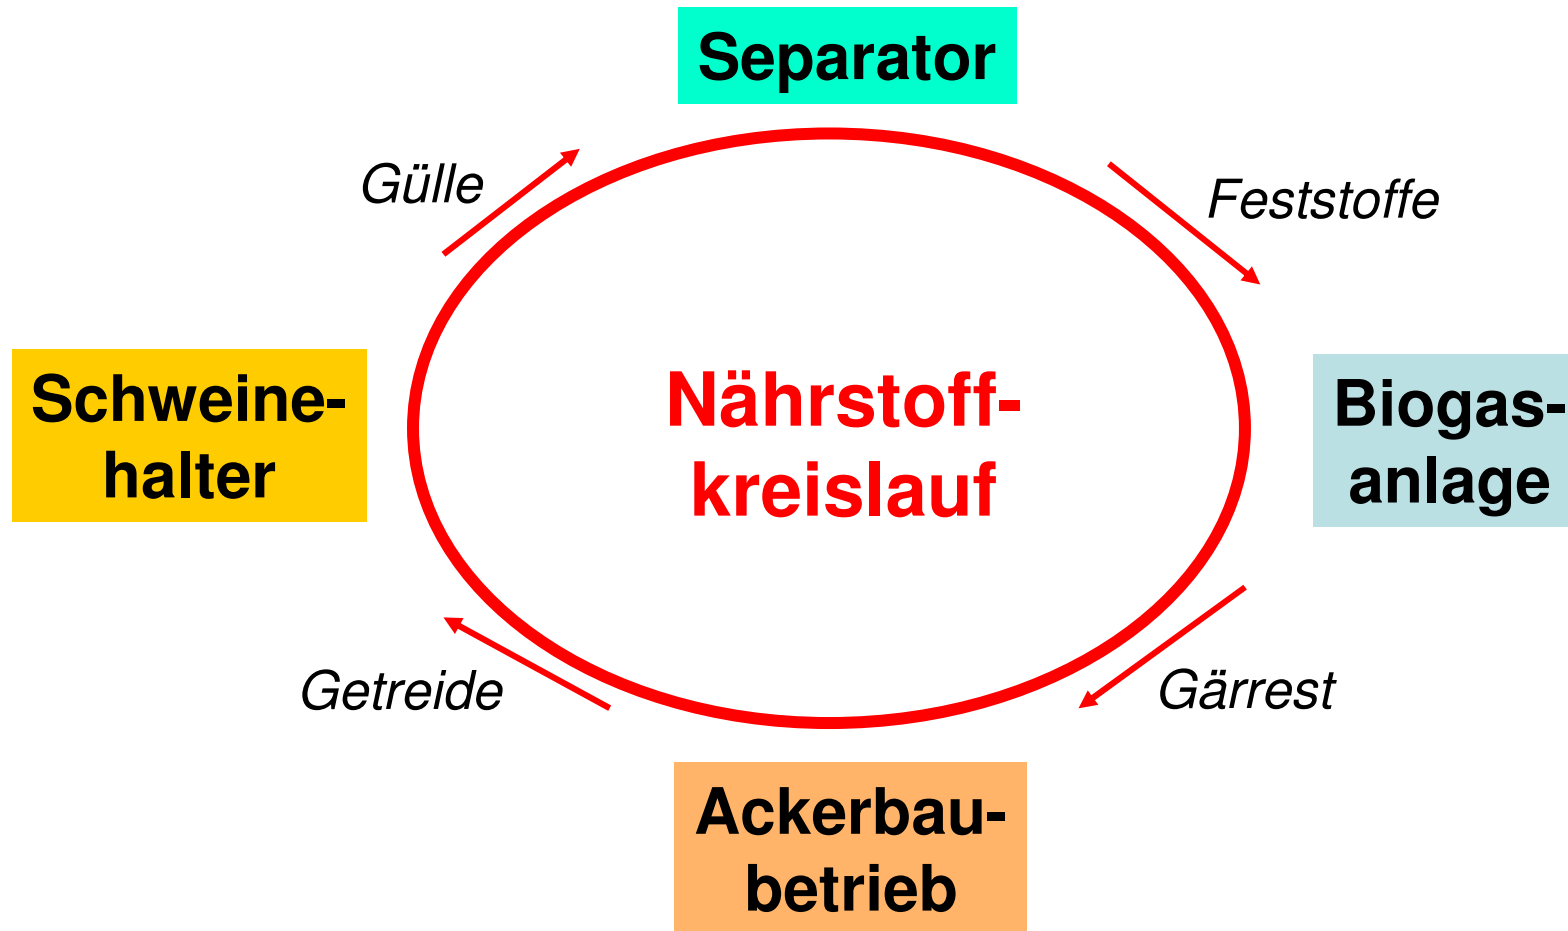 Separator
Gülle
Feststoffe
Schweine-
halter
Nährstoff-
kreislauf
Biogas-
anlage
Getreide
Gärrest
Ackerbau-
betrieb